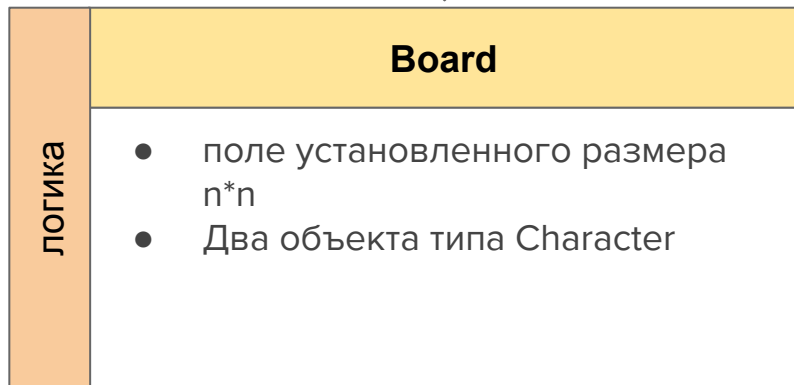 Board
логика
● поле установленного размера
n*n
● Два объекта типа Character